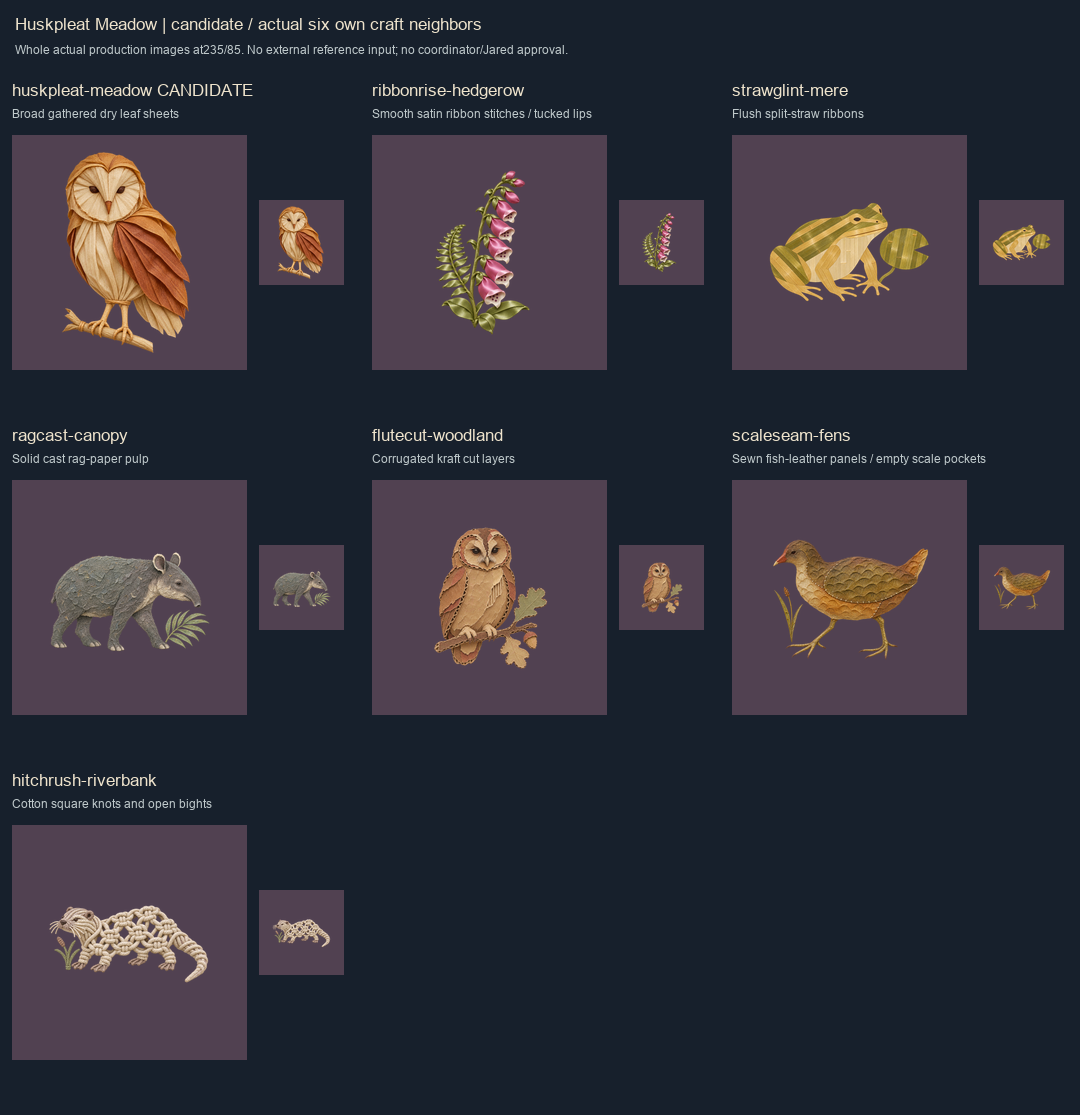 Huskpleat Meadow | candidate / actual six own craft neighbors
Whole actual production images at235/85. No external reference input; no coordinator/Jared approval.
huskpleat-meadow CANDIDATE
Broad gathered dry leaf sheets
ribbonrise-hedgerow
Smooth satin ribbon stitches / tucked lips
strawglint-mere
Flush split-straw ribbons
ragcast-canopy
Solid cast rag-paper pulp
flutecut-woodland
Corrugated kraft cut layers
scaleseam-fens
Sewn fish-leather panels / empty scale pockets
hitchrush-riverbank
Cotton square knots and open bights